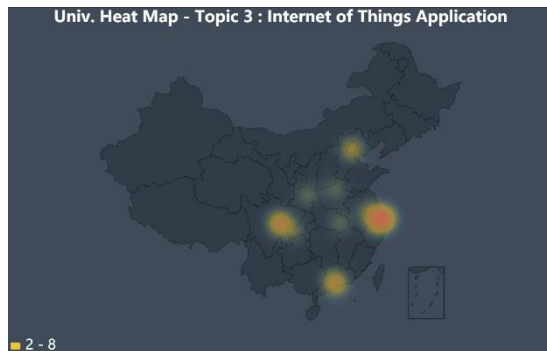 Univ. Heat Map - Topic 3 : Internet of Things Application
2 - 8